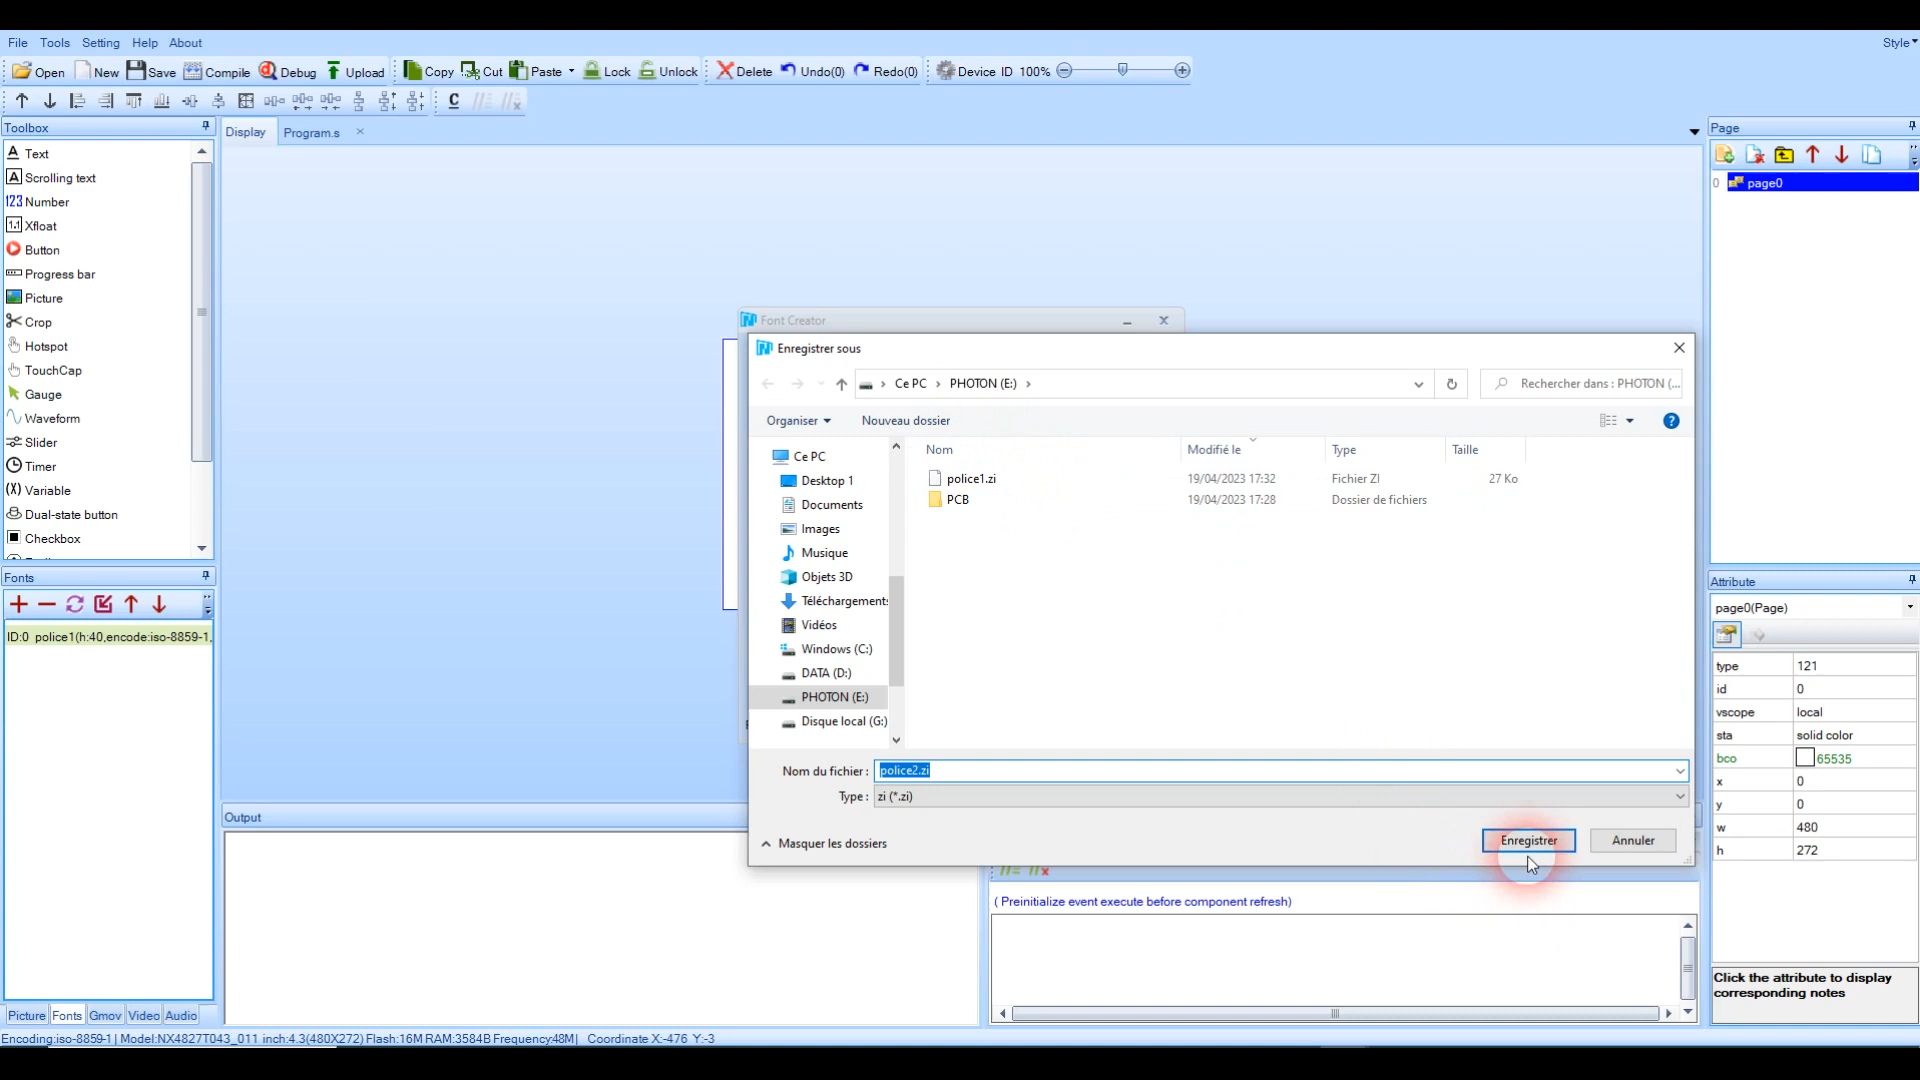 File Tools Setting Help About Style
Open New Save Compile Debug Upload Copy Cut Paste Lock Unlock Delete Undo(0) Redo(0) Device ID 100%
Toolbox
Display Program.s
Page
A Text
A Scrolling text
123 Number
1.1 Xfloat
Button
Progress bar
Picture
Crop
Hotspot
TouchCap
Gauge
Waveform
Slider
Timer
(X) Variable
Dual-state button
Checkbox
0 page0
Font Creator
Enregistrer sous
Ce PC PHOTON (E:)
Rechercher dans : PHOTON (...
Organiser Nouveau dossier
Nom Modifié le Type Taille
police1.zi 19/04/2023 17:32 Fichier ZI 27 Ko
PCB 19/04/2023 17:28 Dossier de fichiers
Ce PC
Desktop 1
Documents
Images
Musique
Objets 3D
Téléchargements
Vidéos
Windows (C:)
DATA (D:)
PHOTON (E:)
Disque local (G:)
Nom du fichier : police2.zi
Type : zi (*.zi)
Masquer les dossiers
Enregistrer Annuler
Fonts
ID:0 police1(h:40,encode:iso-8859-1,
Picture Fonts Gmov Video Audio
Output
( Preinitialize event execute before component refresh)
Attribute
page0(Page)
type 121
id 0
vscope local
sta solid color
bco 65535
x 0
y 0
w 480
h 272
Click the attribute to display
corresponding notes
Encoding:iso-8859-1 | Model:NX4827T043_011 inch:4.3(480X272) Flash:16M RAM:3584B Frequency:48M| Coordinate X:-476 Y:-3